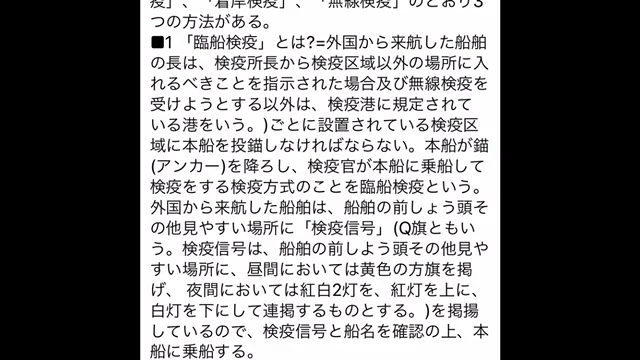 疫」、「着岸検疫」、「無線検疫」のとおり3
つの方法がある。
■1 「臨船検疫」とは?=外国から来航した船舶
の長は、検疫所長から検疫区域以外の場所に入
れるべきことを指示された場合及び無線検疫を
受けようとする以外は、検疫港に規定されて
いる港をいう。)ごとに設置されている検疫区
域に本船を投錨しなければならない。本船が錨
(アンカー)を降ろし、検疫官が本船に乗船して
検疫をする検疫方式のことを臨船検疫という。
外国から来航した船舶は、船舶の前しょう頭そ
の他見やすい場所に「検疫信号」(Q旗ともい
う。検疫信号は、船舶の前しよう頭その他見や
すい場所に、昼間においては黄色の方旗を掲
げ、 夜間においては紅白2灯を、紅灯を上に、
白灯を下にして連掲するものとする。)を掲揚
しているので、検疫信号と船名を確認の上、本
船に乗船する。